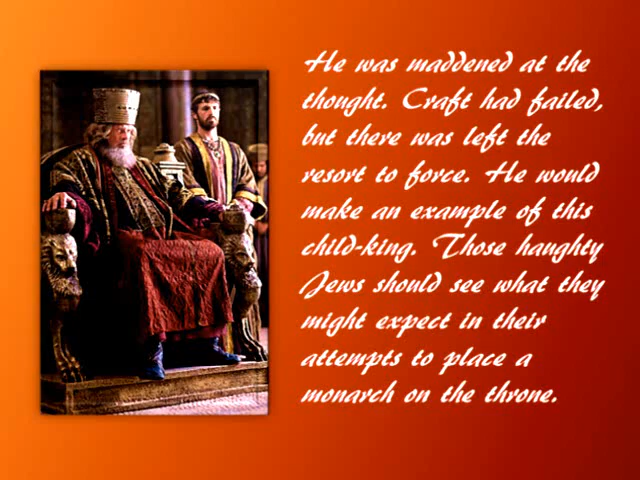 He was maddened at the
thought. Craft had failed,
but there was left the
resort to force. He would
make an example of this
child-king. Those haughty
Jews should see what they
might expect in their
attempts to place a
monarch on the throne.